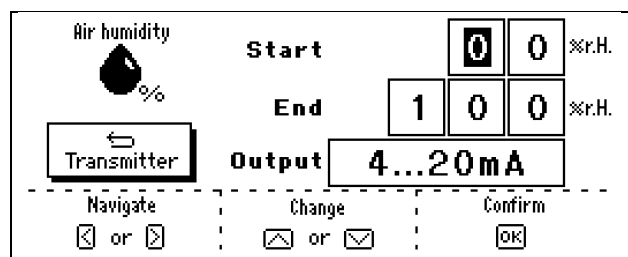 Air humidity
Start 0 0 %r.H.
%
End 1 0 0 %r.H.
Transmitter
Output 4...20mA
Navigate Change Confirm
< or > ∧ or ∨ OK